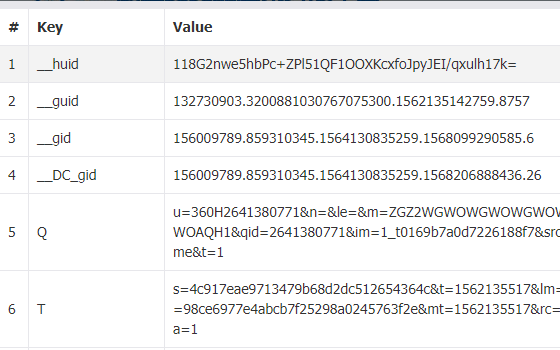 # Key Value
1 __huid 118G2nwe5hbPc+ZPl51QF1OOXKcxfoJpyJEI/qxulh17k=
2 __guid 132730903.3200881030767075300.1562135142759.8757
3 __gid 156009789.859310345.1564130835259.1568099290585.6
4 __DC_gid 156009789.859310345.1564130835259.1568206888436.26
u=360H2641380771&n=&le=&m=ZGZ2WGWOWGWOWGWOW
5 Q WOAQH1&qid=2641380771&im=1_t0169b7a0d7226188f7&src
me&t=1
s=4c917eae9713479b68d2dc512654364c&t=1562135517&lm=
6 T =98ce6977e4abcb7f25298a0245763f2e&mt=1562135517&rc=
a=1